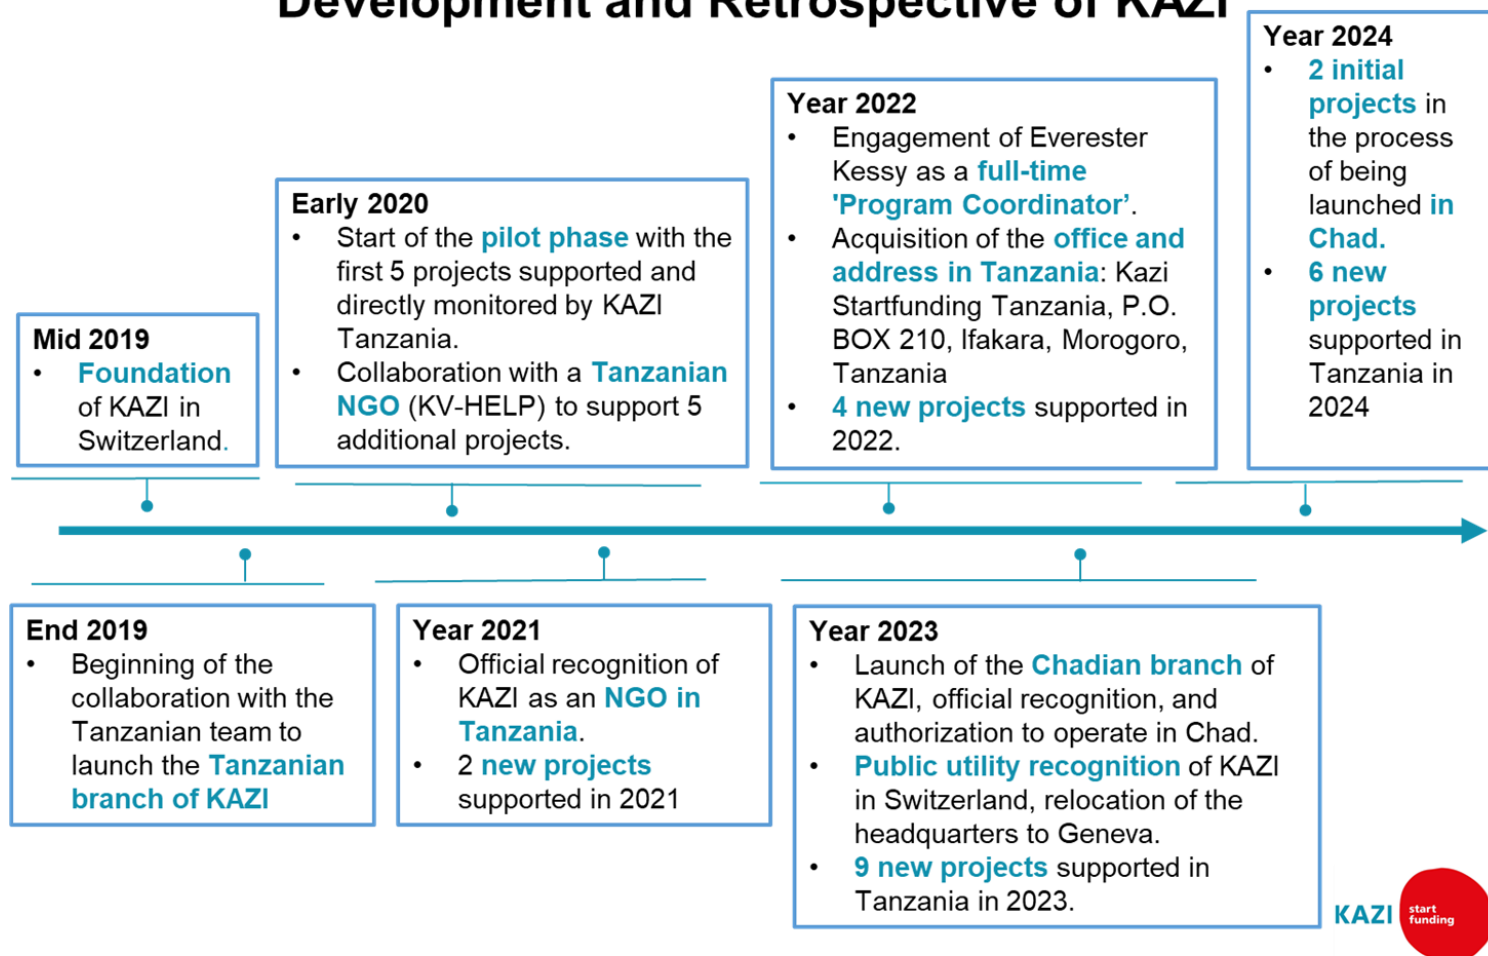 Development and Retrospective of KAZI
Mid 2019
• Foundation
of KAZI in
Switzerland.
Early 2020
• Start of the pilot phase with the
first 5 projects supported and
directly monitored by KAZI
Tanzania.
• Collaboration with a Tanzanian
NGO (KV-HELP) to support 5
additional projects.
Year 2022
• Engagement of Everester
Kessy as a full-time
'Program Coordinator’.
• Acquisition of the office and
address in Tanzania: Kazi
Startfunding Tanzania, P.O.
BOX 210, Ifakara, Morogoro,
Tanzania
• 4 new projects supported in
2022.
Year 2024
• 2 initial
projects in
the process
of being
launched in
Chad.
• 6 new
projects
supported in
Tanzania in
2024
End 2019
• Beginning of the
collaboration with the
Tanzanian team to
launch the Tanzanian
branch of KAZI
Year 2021
• Official recognition of
KAZI as an NGO in
Tanzania.
• 2 new projects
supported in 2021
Year 2023
• Launch of the Chadian branch of
KAZI, official recognition, and
authorization to operate in Chad.
• Public utility recognition of KAZI
in Switzerland, relocation of the
headquarters to Geneva.
• 9 new projects supported in
Tanzania in 2023.
KAZI
start
funding